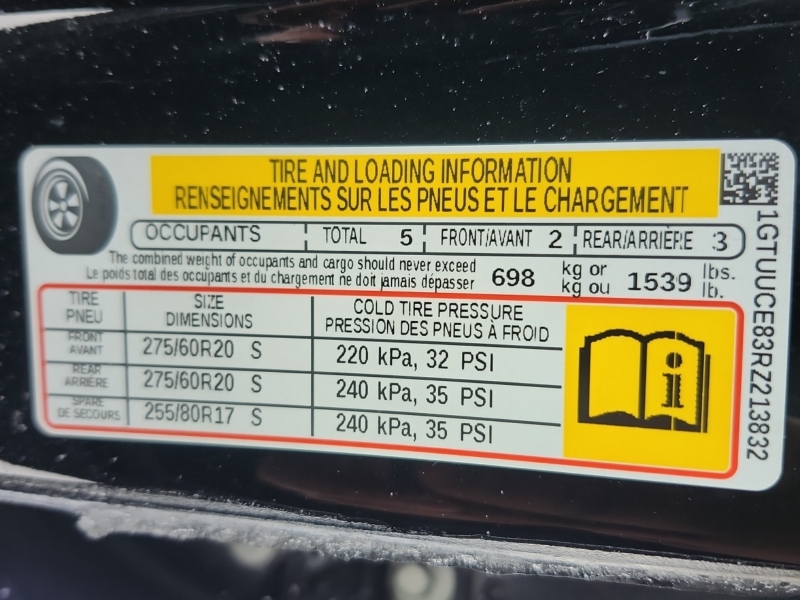 TIRE AND LOADING INFORMATION
RENSEIGNEMENTS SUR LES PNEUS ET LE CHARGEMENT
OCCUPANTS TOTAL 5 FRONT/AVANT 2 REAR/ARRIÈRE 3
The combined weight of occupants and cargo should never exceed
Le poids total des occupants et du chargement ne doit jamais dépasser
698 kg or 1539 lbs.
kg ou lb.
TIRE SIZE COLD TIRE PRESSURE
PNEU DIMENSIONS PRESSION DES PNEUS À FROID
FRONT
AVANT 275/60R20 S 220 kPa, 32 PSI
REAR
ARRIÈRE 275/60R20 S 240 kPa, 35 PSI
SPARE
DE SECOURS 255/80R17 S 240 kPa, 35 PSI
i
1GTUUCE83RZ213832